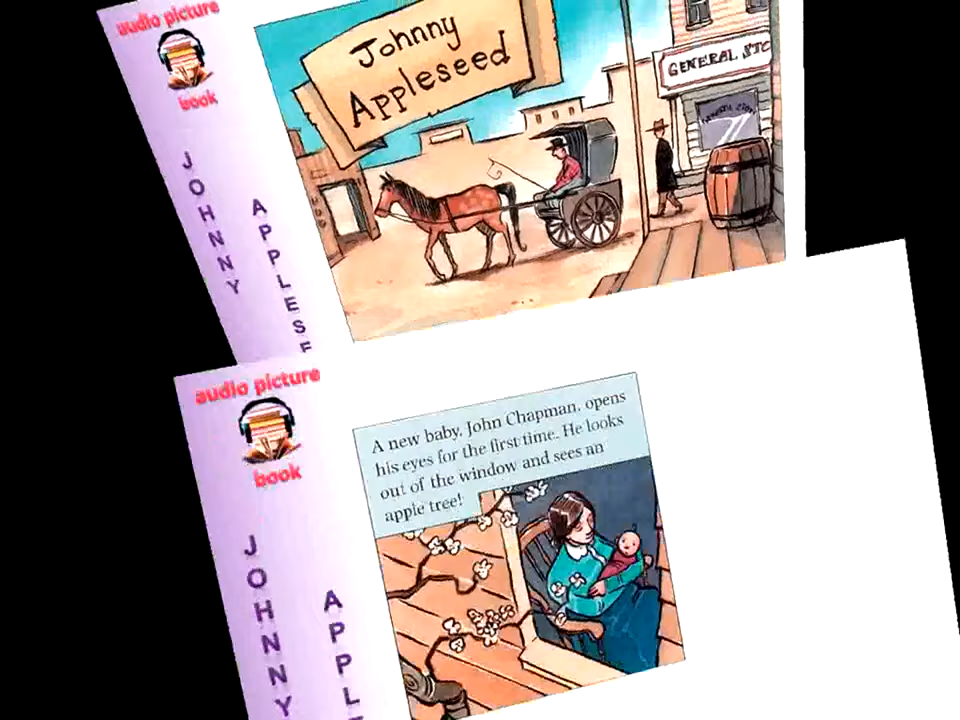 audio picture
book
JOHNNY
APPLES
Johnny
Appleseed
GENERAL STO
audio picture
book
JOHNNY
APPL
A new baby, John Chapman, opens
his eyes for the first time. He looks
out of the window and sees an
apple tree!